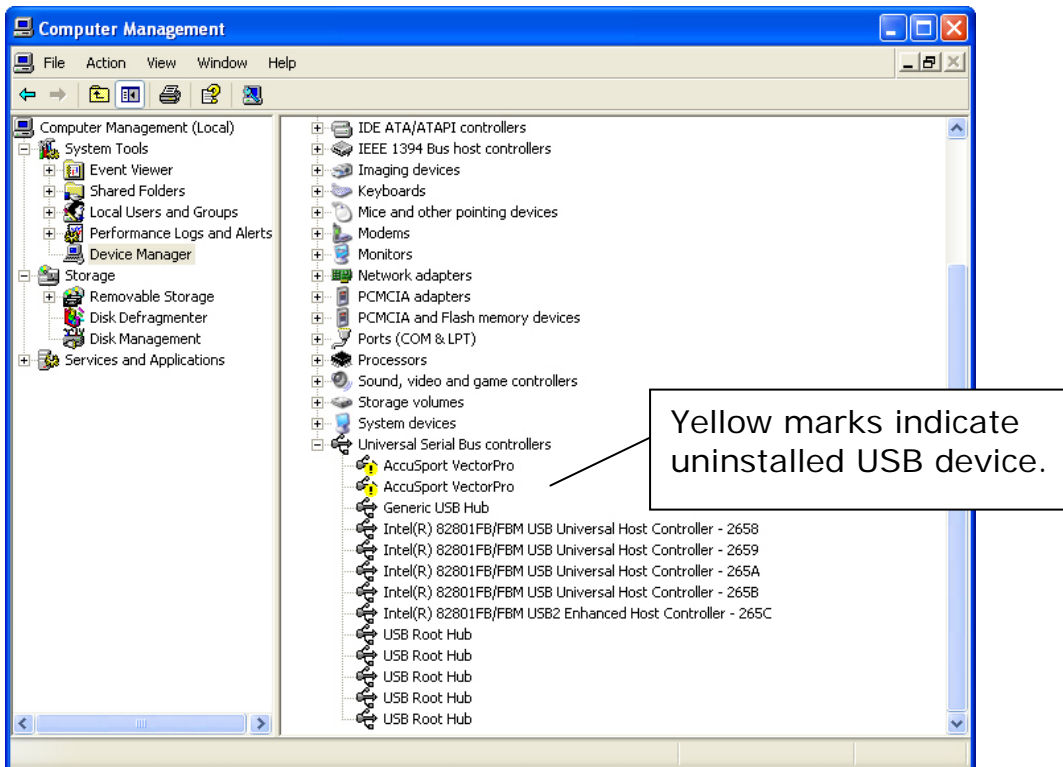 Computer Management
File Action View Window Help
Computer Management (Local)
System Tools
Event Viewer
Shared Folders
Local Users and Groups
Performance Logs and Alerts
Device Manager
Storage
Removable Storage
Disk Defragmenter
Disk Management
Services and Applications
IDE ATA/ATAPI controllers
IEEE 1394 Bus host controllers
Imaging devices
Keyboards
Mice and other pointing devices
Modems
Monitors
Network adapters
PCMCIA adapters
PCMCIA and Flash memory devices
Ports (COM & LPT)
Processors
Sound, video and game controllers
Storage volumes
System devices
Universal Serial Bus controllers
AccuSport VectorPro
AccuSport VectorPro
Generic USB Hub
Intel(R) 82801FB/FBM USB Universal Host Controller - 2658
Intel(R) 82801FB/FBM USB Universal Host Controller - 2659
Intel(R) 82801FB/FBM USB Universal Host Controller - 265A
Intel(R) 82801FB/FBM USB Universal Host Controller - 265B
Intel(R) 82801FB/FBM USB2 Enhanced Host Controller - 265C
USB Root Hub
USB Root Hub
USB Root Hub
USB Root Hub
USB Root Hub
Yellow marks indicate
uninstalled USB device.